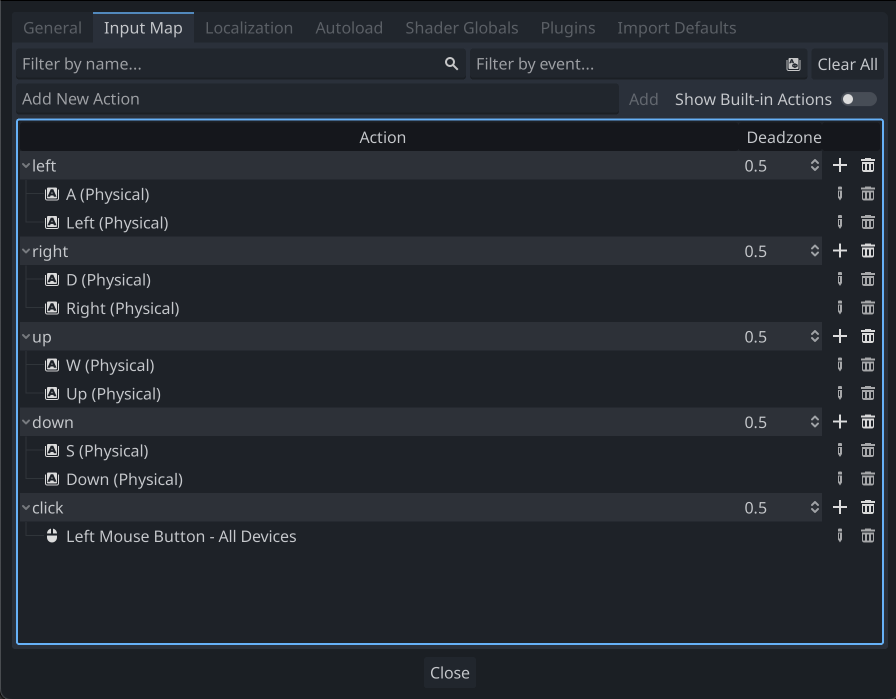 General Input Map Localization Autoload Shader Globals Plugins Import Defaults
Filter by name... Filter by event... Clear All
Add New Action Add Show Built-in Actions
Action Deadzone
left 0.5
A (Physical)
Left (Physical)
right 0.5
D (Physical)
Right (Physical)
up 0.5
W (Physical)
Up (Physical)
down 0.5
S (Physical)
Down (Physical)
click 0.5
Left Mouse Button - All Devices
Close